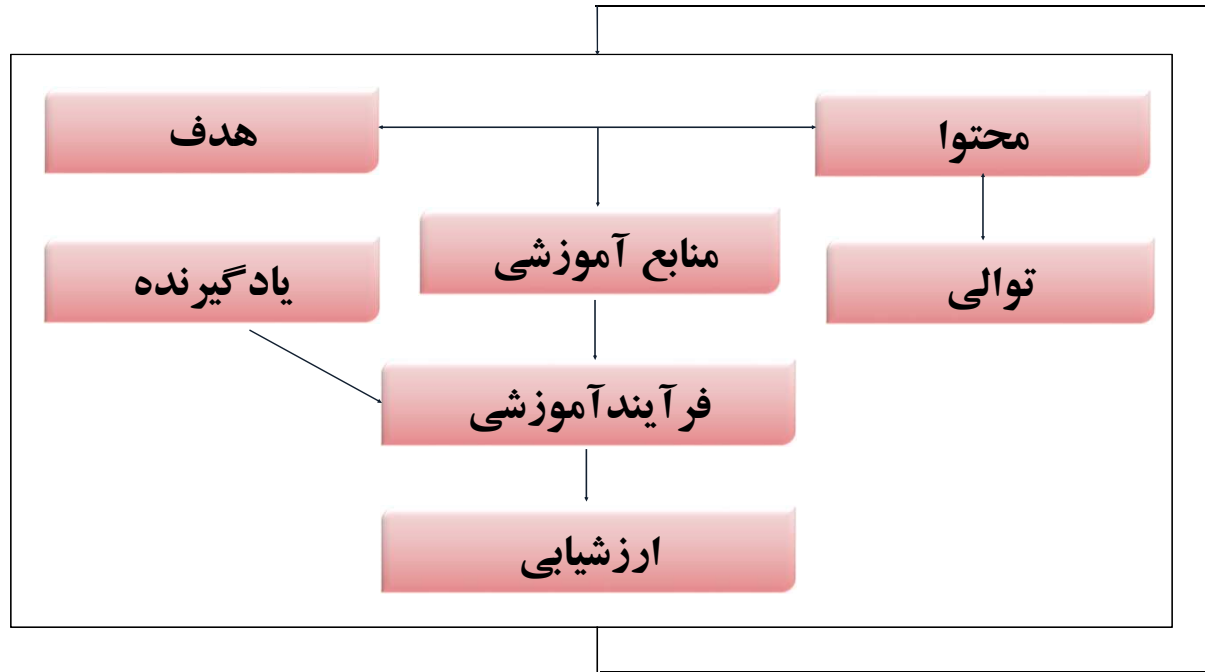 محتوا
هدف
منابع آموزشی
توالی
یادگیرنده
فرآیندآموزشی
ارزشیابی